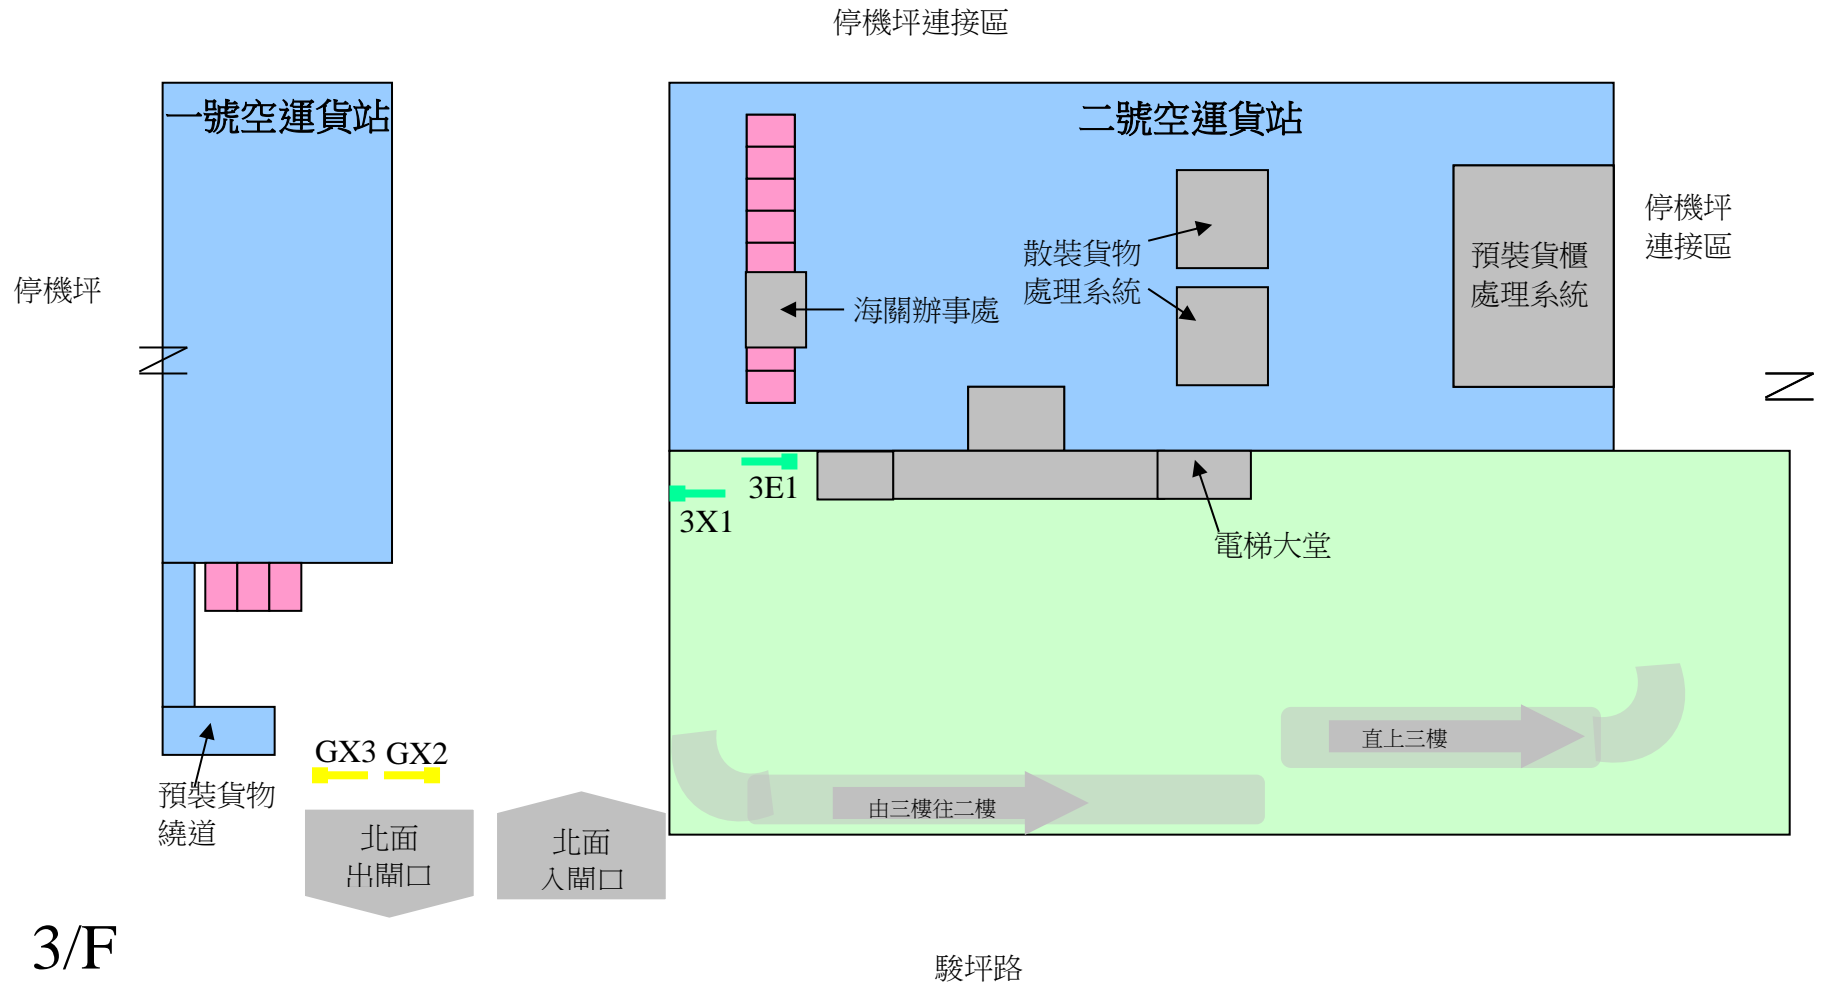 停機坪連接區
一號空運貨站
二號空運貨站
停機坪
連接區
停機坪
散裝貨物
處理系統
預裝貨櫃
處理系統
海關辦事處
3E1
3X1
電梯大堂
直上三樓
由三樓往二樓
GX3
GX2
預裝貨物
繞道
北面
出閘口
北面
入閘口
3/F
駿坪路